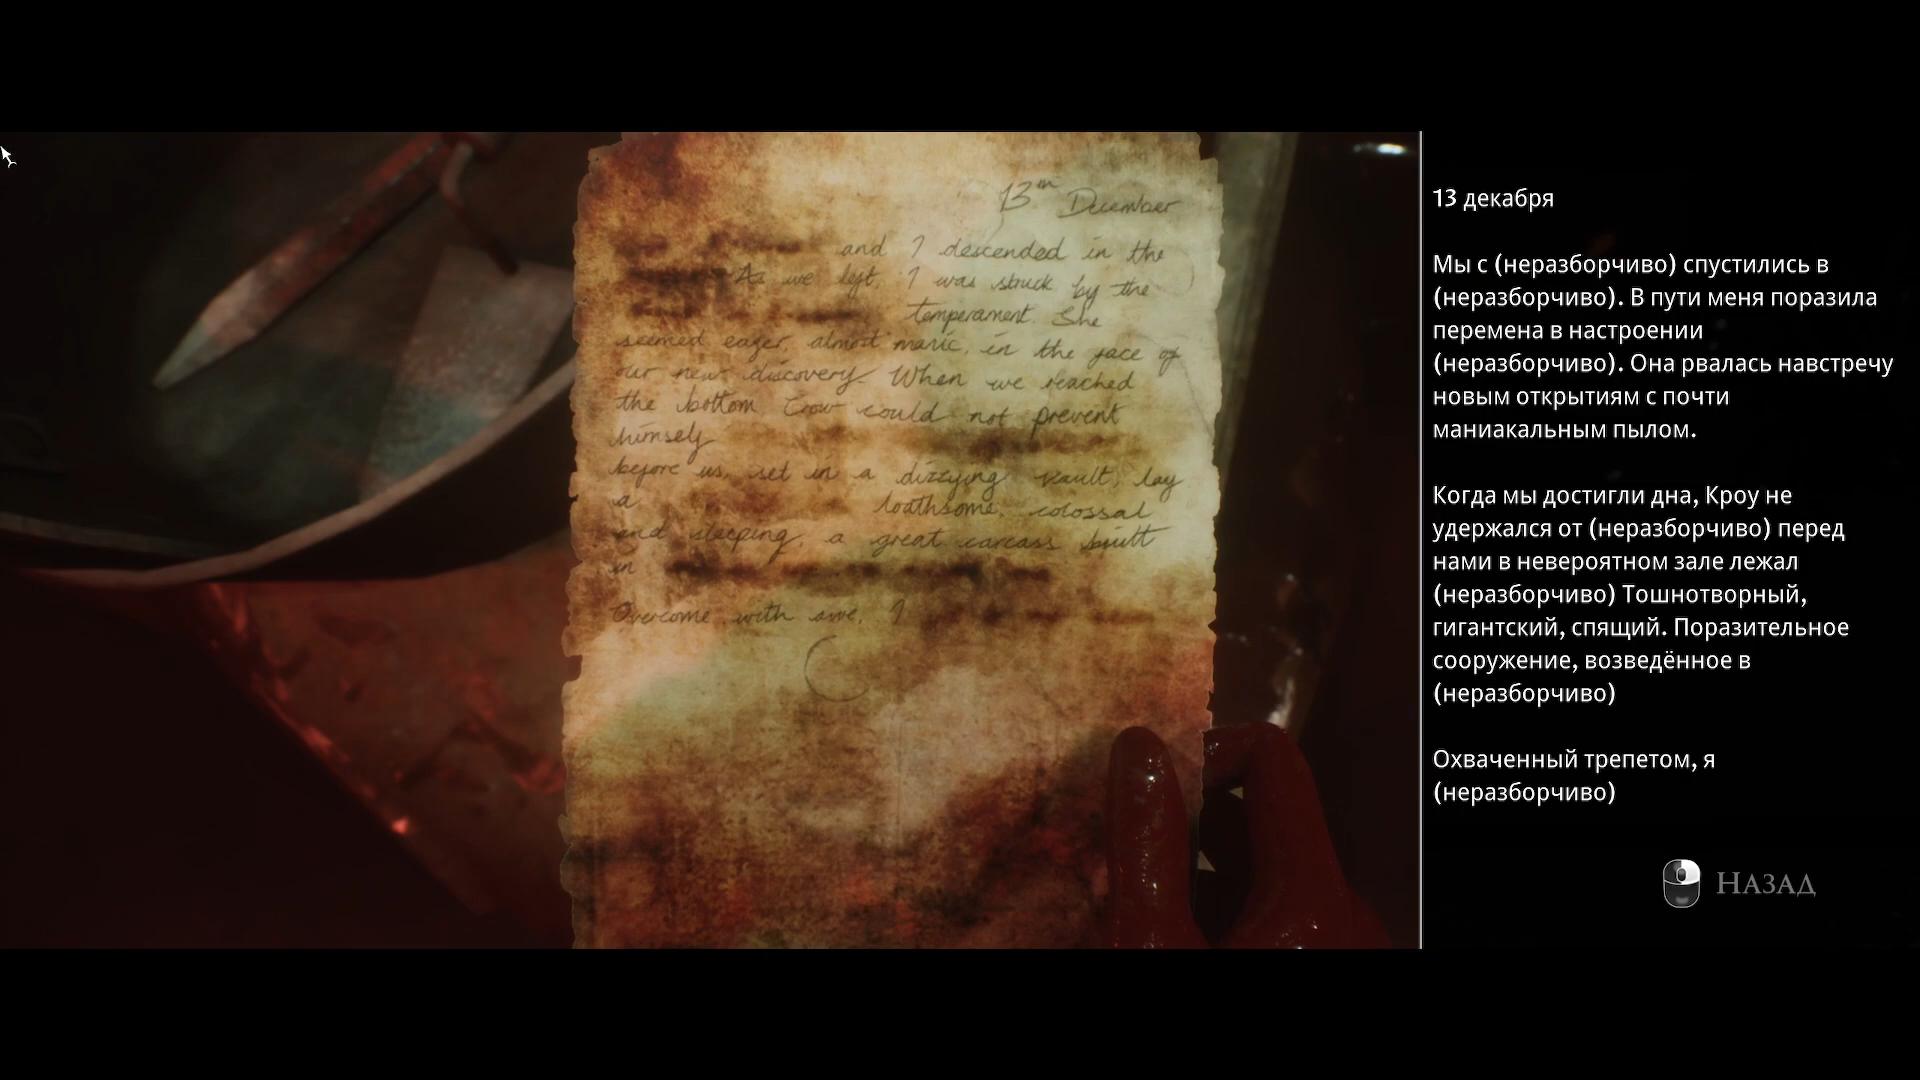 13th December
and I descended in the
As we left, I was struck by the
temperament. She
seemed eager, almost manic, in the face of
our new discovery. When we reached
the bottom Crow could not prevent
himself
before us, set in a dizzying vault, lay
a loathsome, colossal
and sleeping, a great carcass built
in
Overcome with awe, I
13 декабря
Мы с (неразборчиво) спустились в
(неразборчиво). В пути меня поразила
перемена в настроении
(неразборчиво). Она рвалась навстречу
новым открытиям с почти
маниакальным пылом.
Когда мы достигли дна, Кроу не
удержался от (неразборчиво) перед
нами в невероятном зале лежал
(неразборчиво) Тошнотворный,
гигантский, спящий. Поразительное
сооружение, возведённое в
(неразборчиво)
Охваченный трепетом, я
(неразборчиво)
Назад